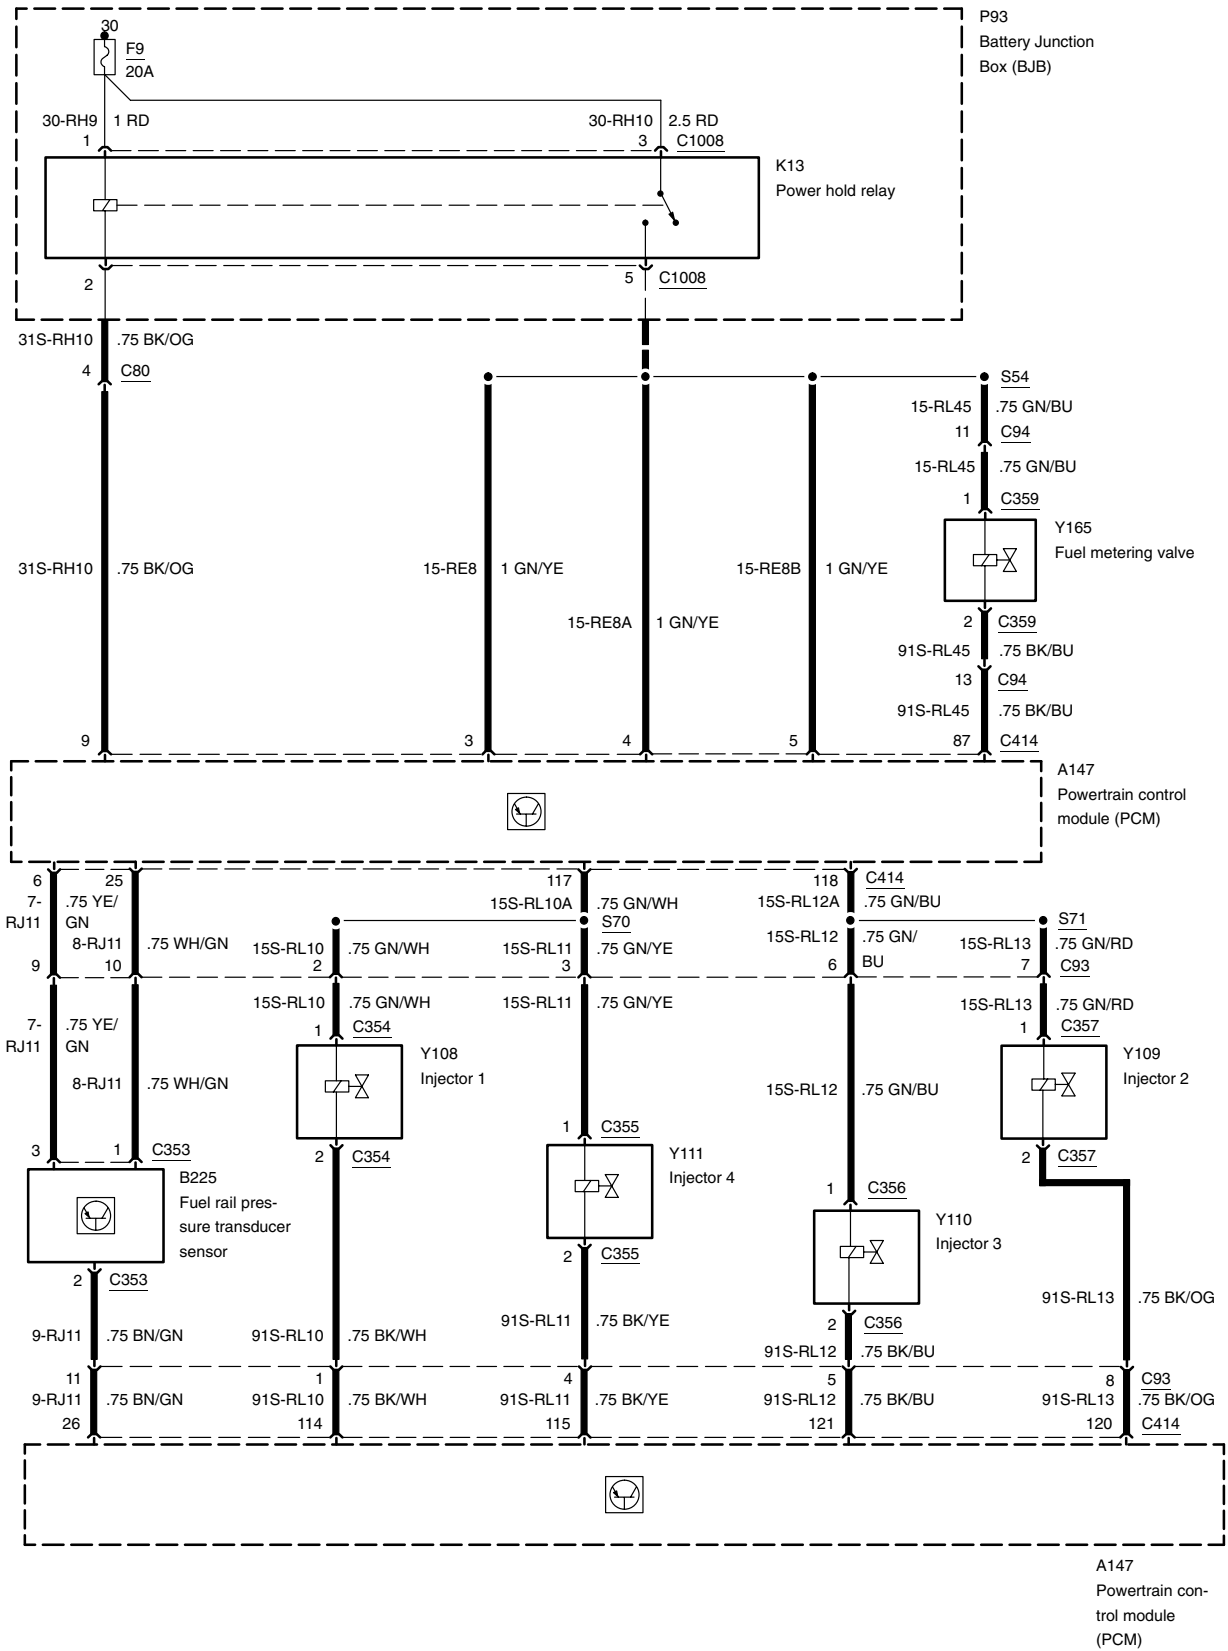 P93
Battery Junction
Box (BJB)
30
F9
20A
30-RH9 1 RD
30-RH10 2.5 RD
1
3 C1008
K13
Power hold relay
2
5 C1008
31S-RH10 .75 BK/OG
4 C80
S54
15-RL45 .75 GN/BU
11 C94
15-RL45 .75 GN/BU
1 C359
Y165
Fuel metering valve
31S-RH10 .75 BK/OG
15-RE8 1 GN/YE
15-RE8B 1 GN/YE
15-RE8A 1 GN/YE
2 C359
91S-RL45 .75 BK/BU
13 C94
91S-RL45 .75 BK/BU
9
3
4
5
87 C414
A147
Powertrain control
module (PCM)
6
25
117
118 C414
7-
RJ11
.75 YE/
GN
15S-RL10A .75 GN/WH
15S-RL12A .75 GN/BU
S70
S71
8-RJ11 .75 WH/GN
15S-RL10 .75 GN/WH
15S-RL11 .75 GN/YE
15S-RL12 .75 GN/
BU
15S-RL13 .75 GN/RD
9
10
2
3
6
7 C93
7-
RJ11
.75 YE/
GN
15S-RL10 .75 GN/WH
15S-RL11 .75 GN/YE
15S-RL13 .75 GN/RD
1 C354
1 C357
Y108
Injector 1
Y109
Injector 2
8-RJ11 .75 WH/GN
15S-RL12 .75 GN/BU
1 C355
3
1 C353
2 C354
2 C357
Y111
Injector 4
B225
Fuel rail pres-
sure transducer
sensor
1 C356
Y110
Injector 3
2 C355
2 C353
91S-RL13 .75 BK/OG
91S-RL11 .75 BK/YE
2 C356
9-RJ11 .75 BN/GN
91S-RL10 .75 BK/WH
91S-RL12 .75 BK/BU
11
1
4
5
8 C93
9-RJ11 .75 BN/GN
91S-RL10 .75 BK/WH
91S-RL11 .75 BK/YE
91S-RL12 .75 BK/BU
91S-RL13 .75 BK/OG
26
114
115
121
120 C414
A147
Powertrain con-
trol module
(PCM)